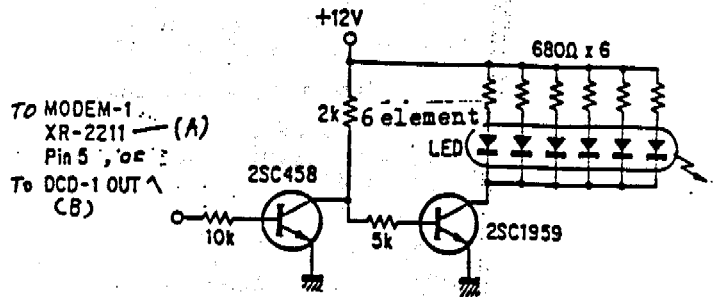 +12V
680Ω x 6
TO MODEM-1
XR-2211 — (A)
Pin 5, or
To DCD-1 OUT
(B)
2k
6 element
LED
2SC458
10k
5k
2SC1959